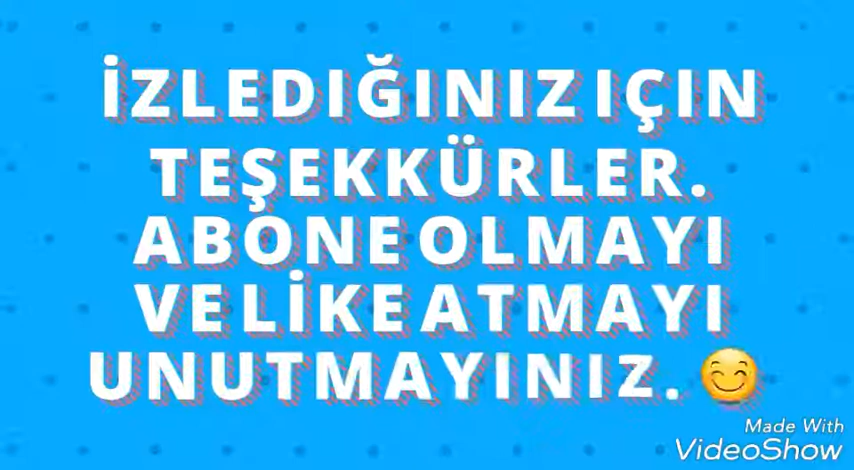 İZLEDIĞINIZ IÇIN
TEŞEKKÜRLER.
ABONE OLMAYI
VE LİKE ATMAYI
UNUTMAYINIZ. 😊
Made With
VideoShow